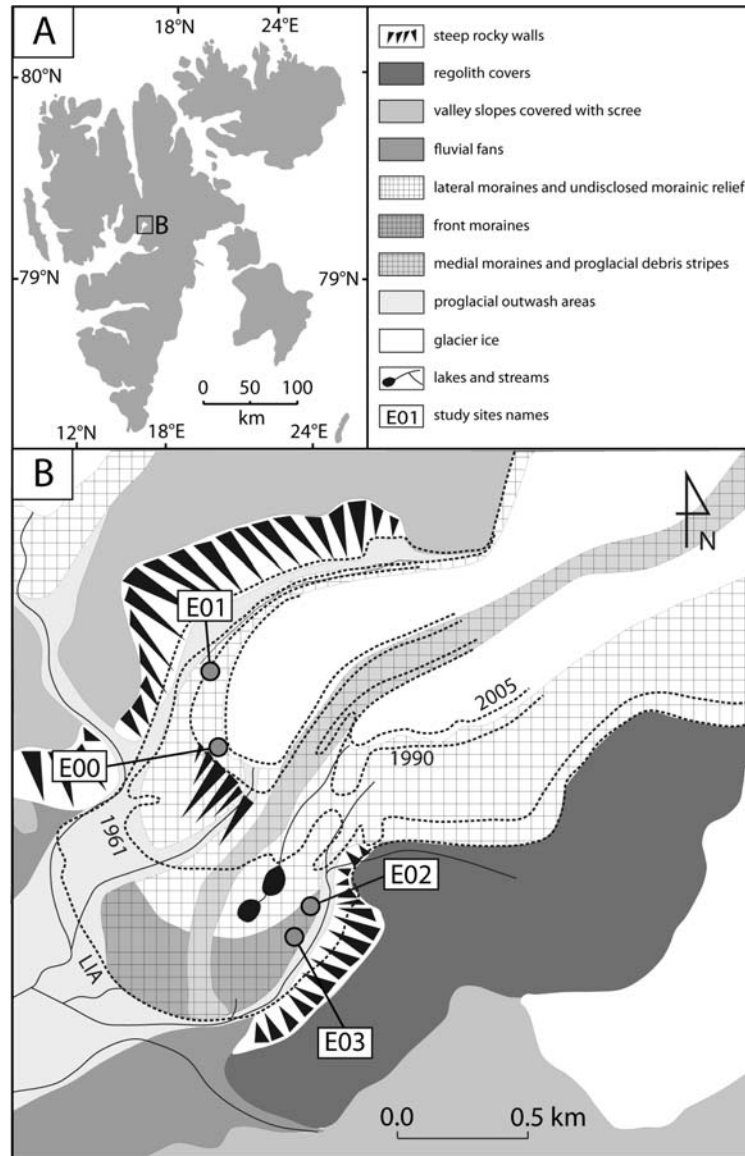 A
18°N
24°E
80°N
B
79°N
79°N
0 50 100
km
12°N
18°E
24°E
steep rocky walls
regolith covers
valley slopes covered with scree
fluvial fans
lateral moraines and undisclosed morainic relief
front moraines
medial moraines and proglacial debris stripes
proglacial outwash areas
glacier ice
lakes and streams
E01
study sites names
B
N
E01
2005
E00
1990
1961
E02
LIA
E03
0.0
0.5 km